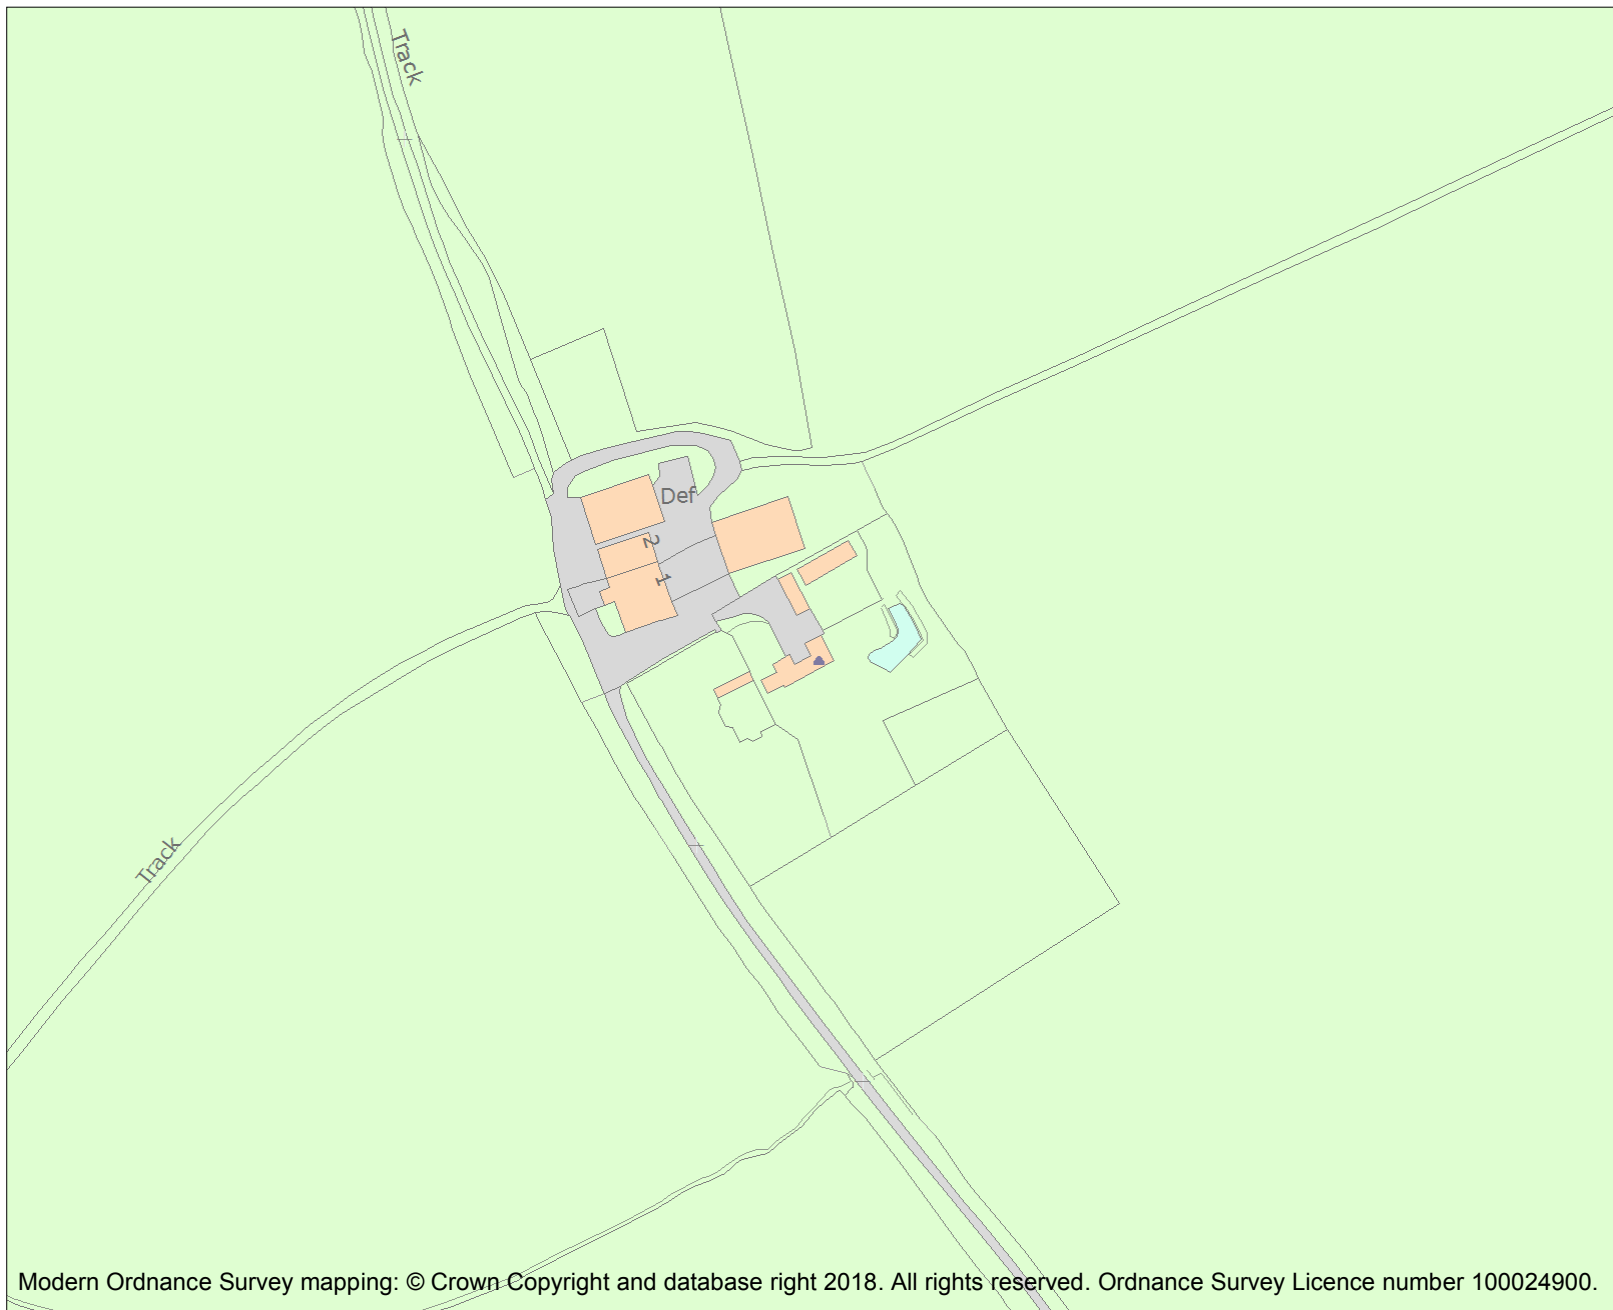 Track
Def
2
1
Track
Modern Ordnance Survey mapping: © Crown Copyright and database right 2018. All rights reserved. Ordnance Survey Licence number 100024900.